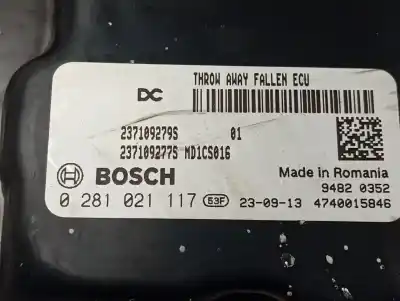 THROW AWAY FALLEN ECU
DC
237109279S 01
237109277S MD1CS016
Made in Romania
BOSCH
9482 0352
0 281 021 117 53F 23-09-13 4740015846